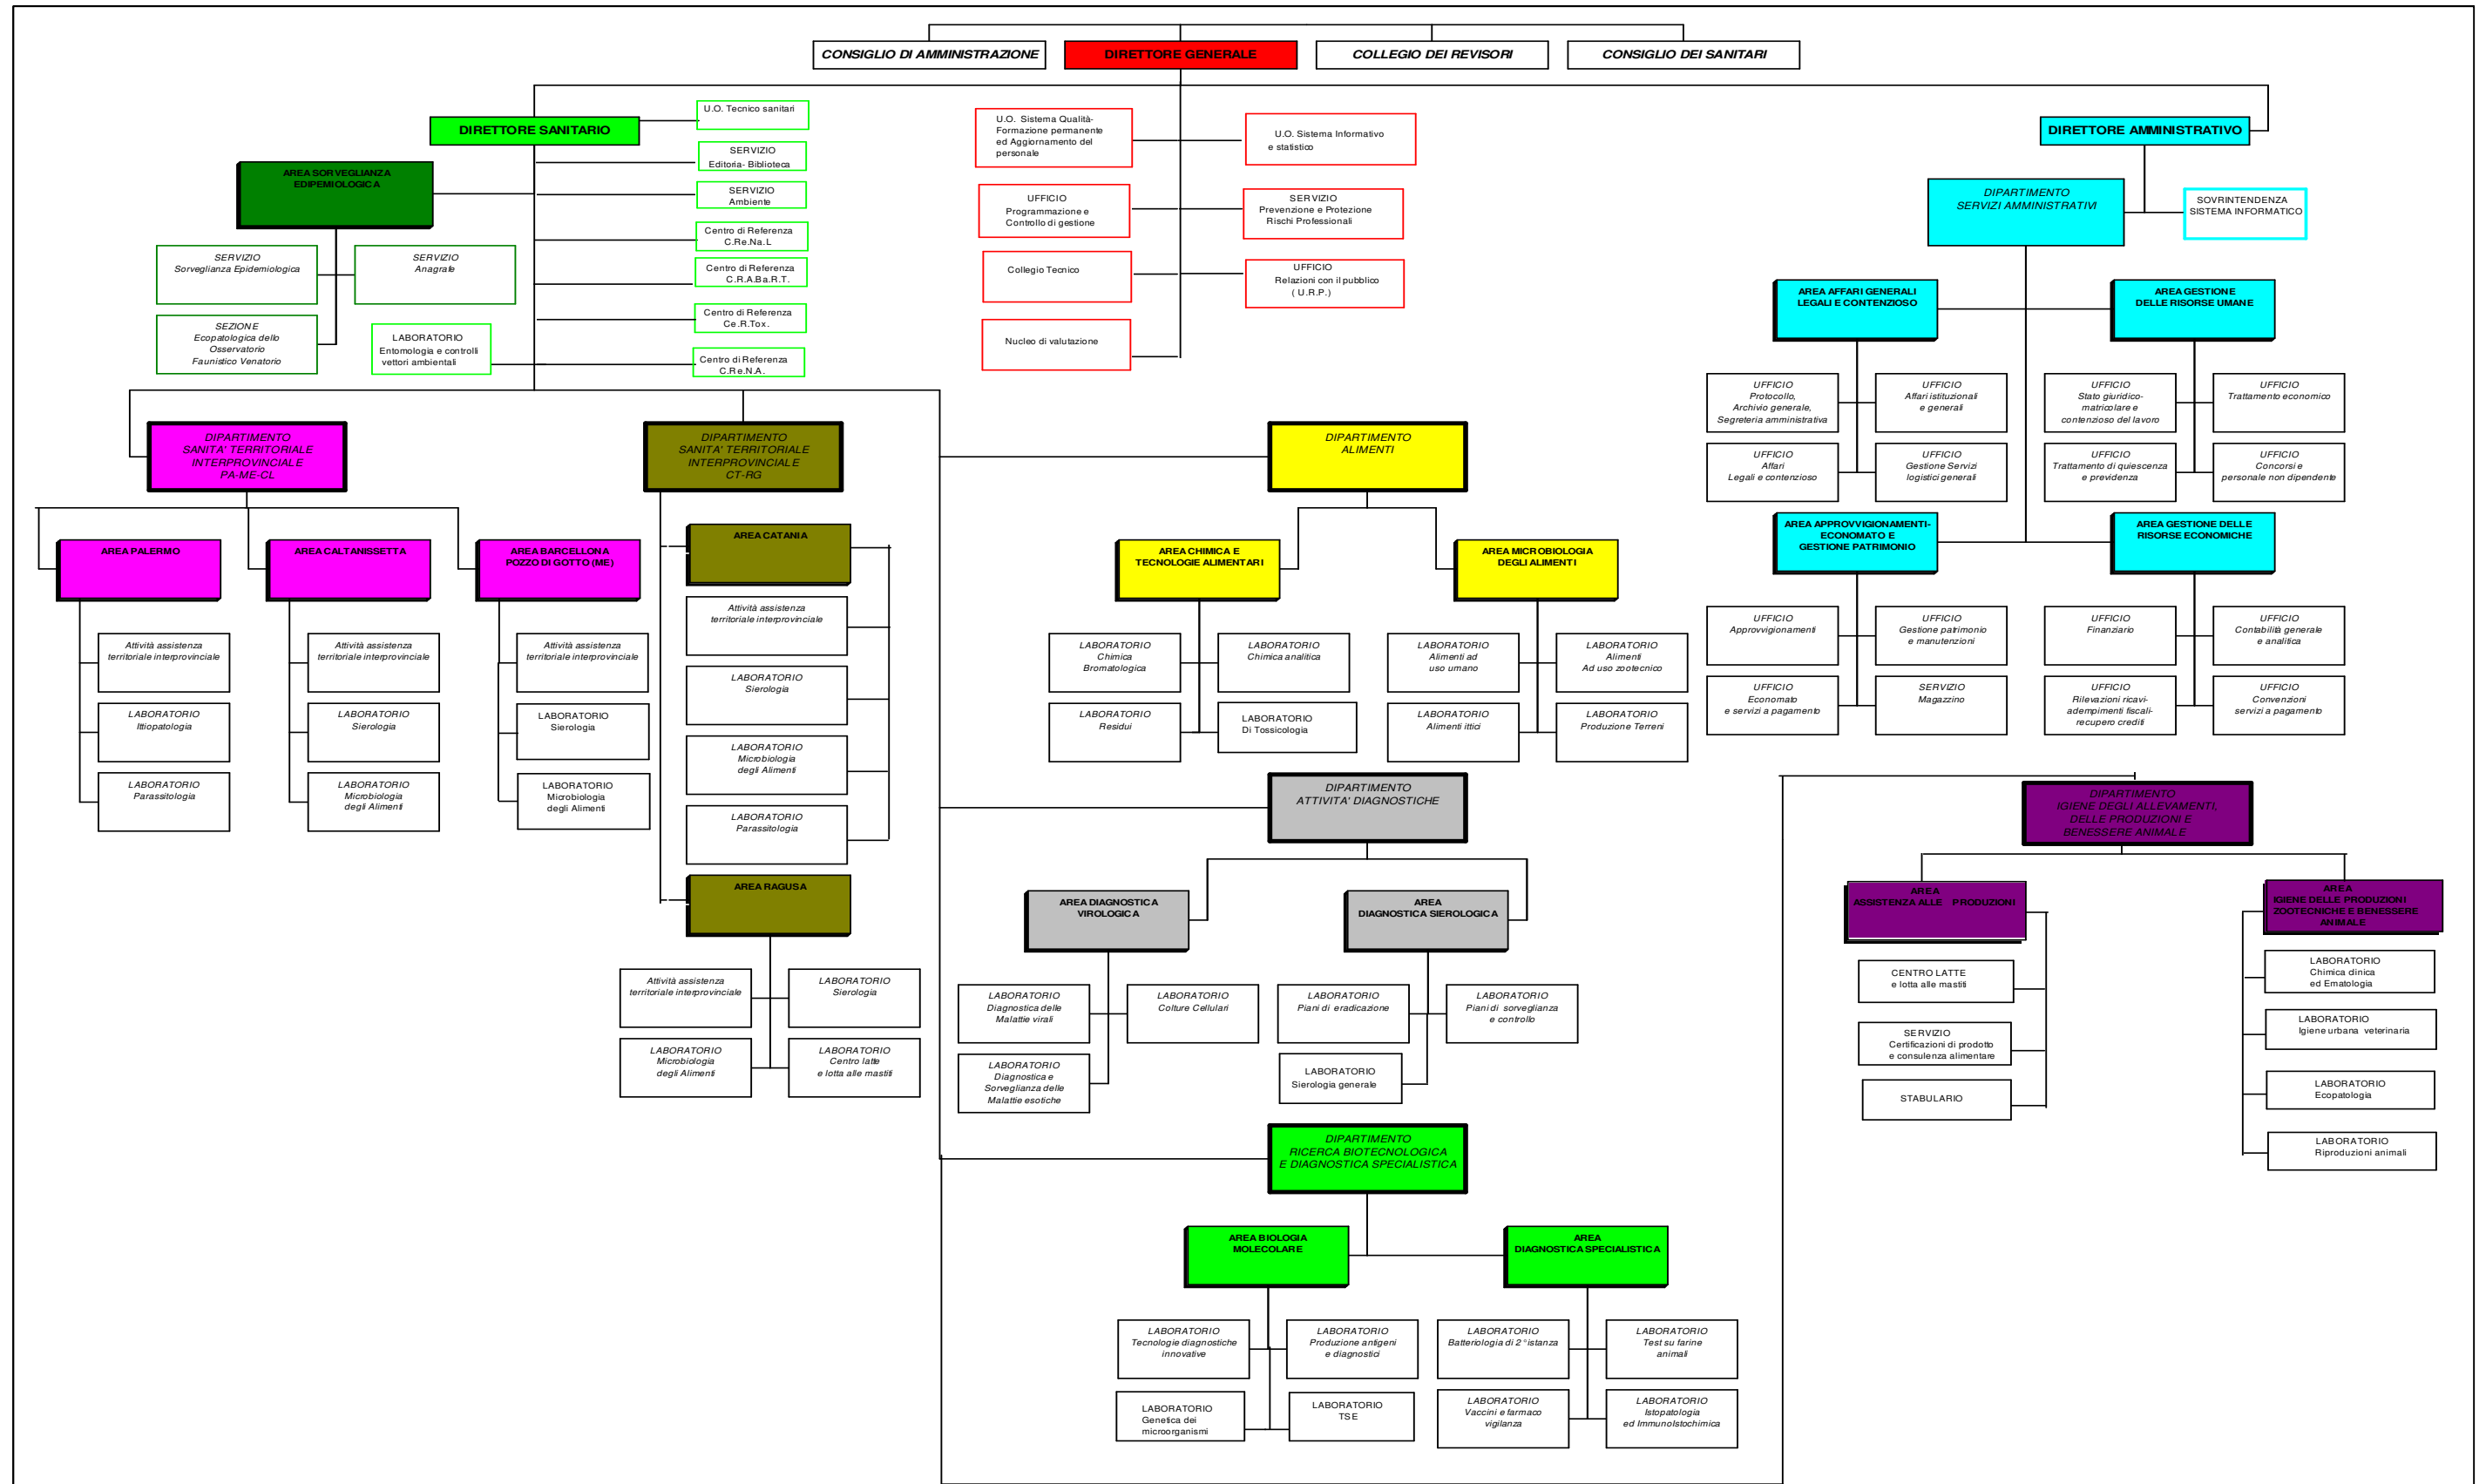 CONSIGLIO DI AMMINISTRAZIONE
DIRETTORE GENERALE
COLLEGIO DEI REVISORI
CONSIGLIO DEI SANITARI
DIRETTORE SANITARIO
U.O. Tecnico sanitari
SERVIZIO
Editoria- Biblioteca
SERVIZIO
Ambiente
Centro di Referenza
C.Re.Na.L
Centro di Referenza
C.R.A.Ba.R.T.
Centro di Referenza
Ce.R.Tox.
Centro di Referenza
C.Re.N.A.
AREA SORVEGLIANZA
EDIPEMIOLOGICA
SERVIZIO
Sorveglianza Epidemiologica
SERVIZIO
Anagrafe
SEZIONE
Ecopatologica dello
Osservatorio
Faunistico Venatorio
LABORATORIO
Entomologia e controlli
vettori ambientali
U.O. Sistema Qualità-
Formazione permanente
ed Aggiornamento del
personale
U.O. Sistema Informativo
e statistico
UFFICIO
Programmazione e
Controllo di gestione
SERVIZIO
Prevenzione e Protezione
Rischi Professionali
Collegio Tecnico
UFFICIO
Relazioni con il pubblico
( U.R.P.)
Nucleo di valutazione
DIRETTORE AMMINISTRATIVO
DIPARTIMENTO
SERVIZI AMMINISTRATIVI
SOVRINTENDENZA
SISTEMA INFORMATICO
AREA AFFARI GENERALI
LEGALI E CONTENZIOSO
AREA GESTIONE
DELLE RISORSE UMANE
UFFICIO
Protocollo,
Archivio generale,
Segreteria amministrativa
UFFICIO
Affari istituzionali
e generali
UFFICIO
Stato giuridico-
matricolare e
contenzioso del lavoro
UFFICIO
Trattamento economico
UFFICIO
Affari
Legali e contenzioso
UFFICIO
Gestione Servizi
logistici generali
UFFICIO
Trattamento di quiescenza
e previdenza
UFFICIO
Concorsi e
personale non dipendente
AREA APPROVVIGIONAMENTI-
ECONOMATO E
GESTIONE PATRIMONIO
AREA GESTIONE DELLE
RISORSE ECONOMICHE
UFFICIO
Approvvigionamenti
UFFICIO
Gestione patrimonio
e manutenzioni
UFFICIO
Finanziario
UFFICIO
Contabilità generale
e analitica
UFFICIO
Economato
e servizi a pagamento
SERVIZIO
Magazzino
UFFICIO
Rilevazioni ricavi-
adempimenti fiscali-
recupero crediti
UFFICIO
Convenzioni
servizi a pagamento
DIPARTIMENTO
SANITA' TERRITORIALE
INTERPROVINCIALE
PA-ME-CL
AREA PALERMO
AREA CALTANISSETTA
AREA BARCELLONA
POZZO DI GOTTO (ME)
Attività assistenza
territoriale interprovinciale
Attività assistenza
territoriale interprovinciale
Attività assistenza
territoriale interprovinciale
LABORATORIO
Ittiopatologia
LABORATORIO
Sierologia
LABORATORIO
Sierologia
LABORATORIO
Parassitologia
LABORATORIO
Microbiologia
degli Alimenti
LABORATORIO
Microbiologia
degli Alimenti
DIPARTIMENTO
SANITA' TERRITORIALE
INTERPROVINCIALE
CT-RG
AREA CATANIA
Attività assistenza
territoriale interprovinciale
LABORATORIO
Sierologia
LABORATORIO
Microbiologia
degli Alimenti
LABORATORIO
Parassitologia
AREA RAGUSA
Attività assistenza
territoriale interprovinciale
LABORATORIO
Sierologia
LABORATORIO
Microbiologia
degli Alimenti
LABORATORIO
Centro latte
e lotta alle mastiti
DIPARTIMENTO
ALIMENTI
AREA CHIMICA E
TECNOLOGIE ALIMENTARI
AREA MICROBIOLOGIA
DEGLI ALIMENTI
LABORATORIO
Chimica
Bromatologica
LABORATORIO
Chimica analitica
LABORATORIO
Alimenti ad
uso umano
LABORATORIO
Alimenti
Ad uso zootecnico
LABORATORIO
Residui
LABORATORIO
Di Tossicologia
LABORATORIO
Alimenti ittici
LABORATORIO
Produzione Terreni
DIPARTIMENTO
ATTIVITA' DIAGNOSTICHE
AREA DIAGNOSTICA
VIROLOGICA
AREA
DIAGNOSTICA SIEROLOGICA
LABORATORIO
Diagnostica delle
Malattie virali
LABORATORIO
Colture Cellulari
LABORATORIO
Piani di eradicazione
LABORATORIO
Piani di sorveglianza
e controllo
LABORATORIO
Diagnostica e
Sorveglianza delle
Malattie esotiche
LABORATORIO
Sierologia generale
DIPARTIMENTO
RICERCA BIOTECNOLOGICA
E DIAGNOSTICA SPECIALISTICA
AREA BIOLOGIA
MOLECOLARE
AREA
DIAGNOSTICA SPECIALISTICA
LABORATORIO
Tecnologie diagnostiche
innovative
LABORATORIO
Produzione antigeni
e diagnostici
LABORATORIO
Batteriologia di 2° istanza
LABORATORIO
Test su farine
animali
LABORATORIO
Genetica dei
microorganismi
LABORATORIO
TSE
LABORATORIO
Vaccini e farmaco
vigilanza
LABORATORIO
Istopatologia
ed ImmunoIstochimica
DIPARTIMENTO
IGIENE DEGLI ALLEVAMENTI,
DELLE PRODUZIONI E
BENESSERE ANIMALE
AREA
ASSISTENZA ALLE PRODUZIONI
AREA
IGIENE DELLE PRODUZIONI
ZOOTECNICHE E BENESSERE
ANIMALE
CENTRO LATTE
e lotta alle mastiti
SERVIZIO
Certificazioni di prodotto
e consulenza alimentare
STABULARIO
LABORATORIO
Chimica clinica
ed Ematologia
LABORATORIO
Igiene urbana veterinaria
LABORATORIO
Ecopatologia
LABORATORIO
Riproduzioni animali